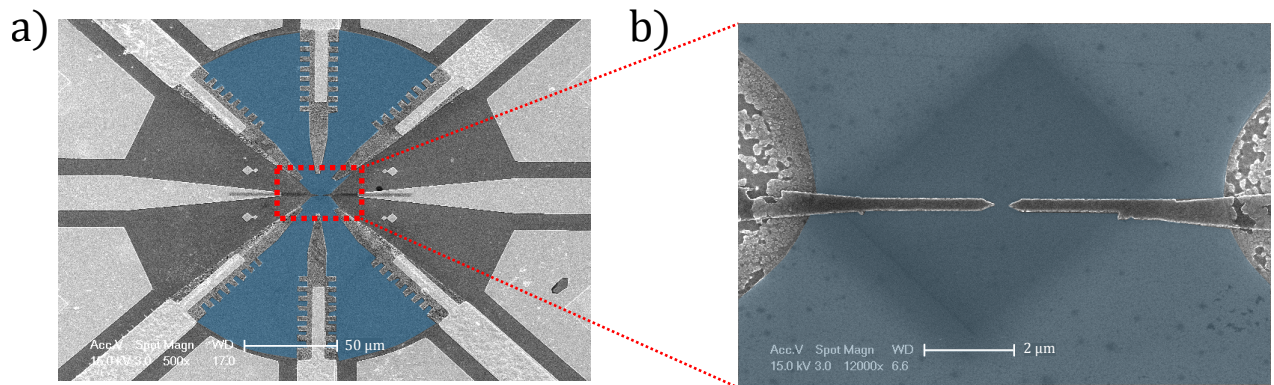 a)
b)
Acc.V Spot Magn WD
15.0 kV 3.0 500x 17.0
50 μm
Acc.V Spot Magn WD
15.0 kV 3.0 12000x 6.6
2 μm